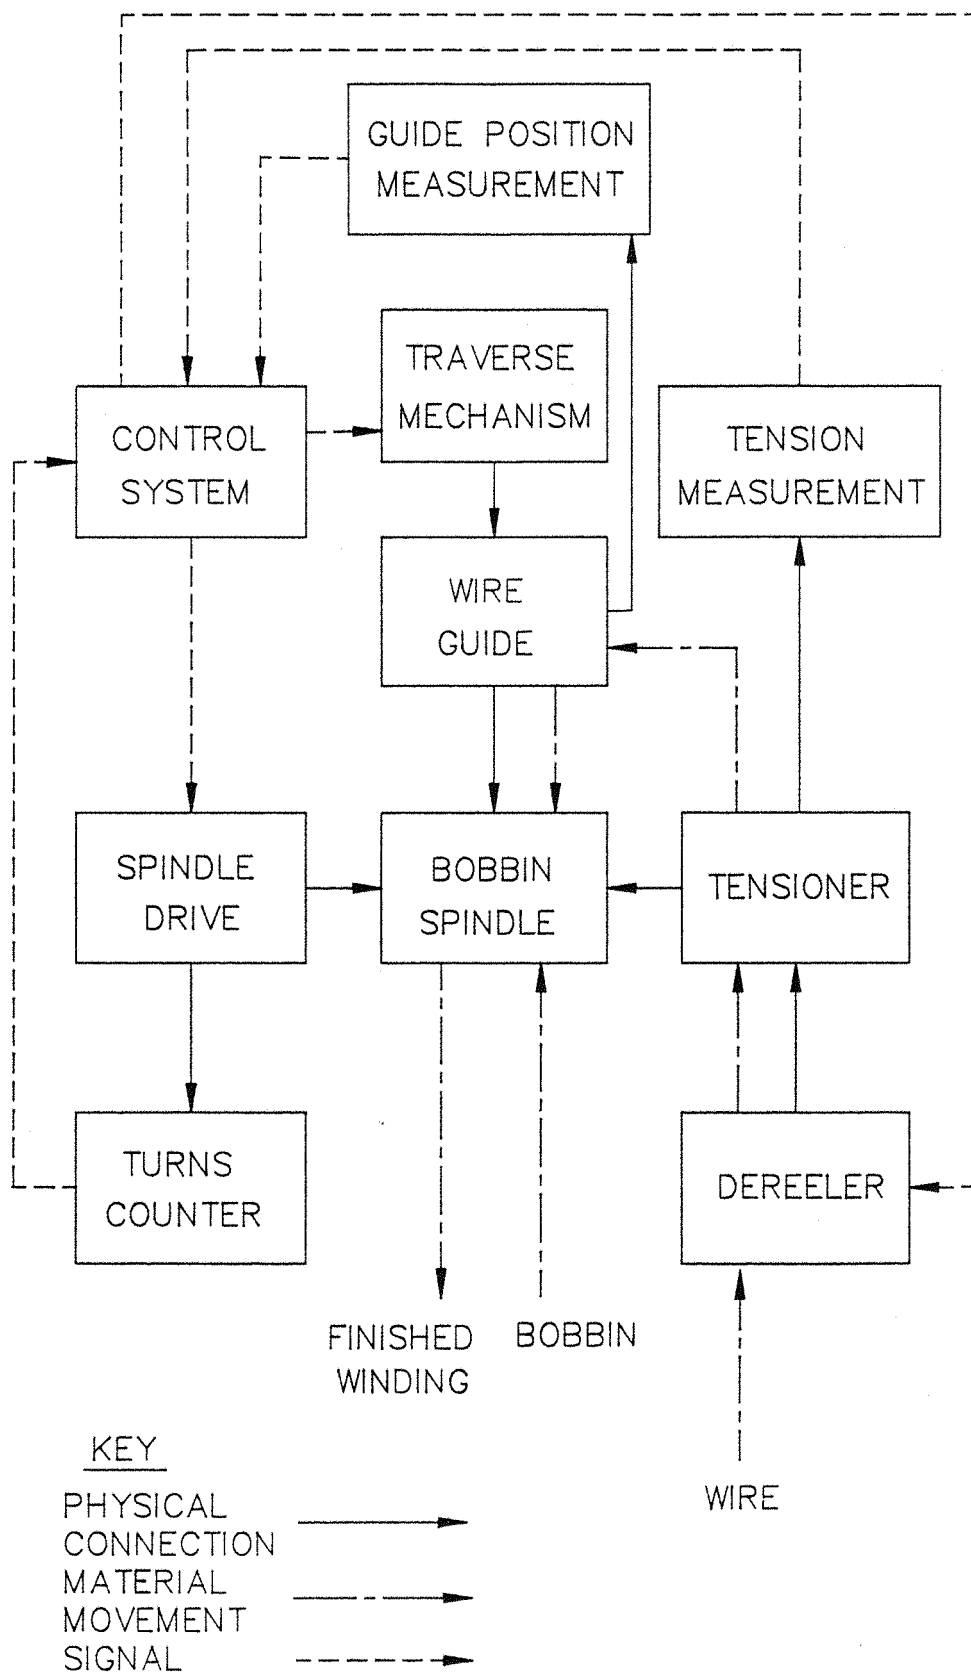 GUIDE POSITION
MEASUREMENT
TRAVERSE
MECHANISM
CONTROL
SYSTEM
TENSION
MEASUREMENT
WIRE
GUIDE
SPINDLE
DRIVE
BOBBIN
SPINDLE
TENSIONER
TURNS
COUNTER
DEREELER
FINISHED
WINDING
BOBBIN
WIRE
KEY
PHYSICAL
CONNECTION
MATERIAL
MOVEMENT
SIGNAL